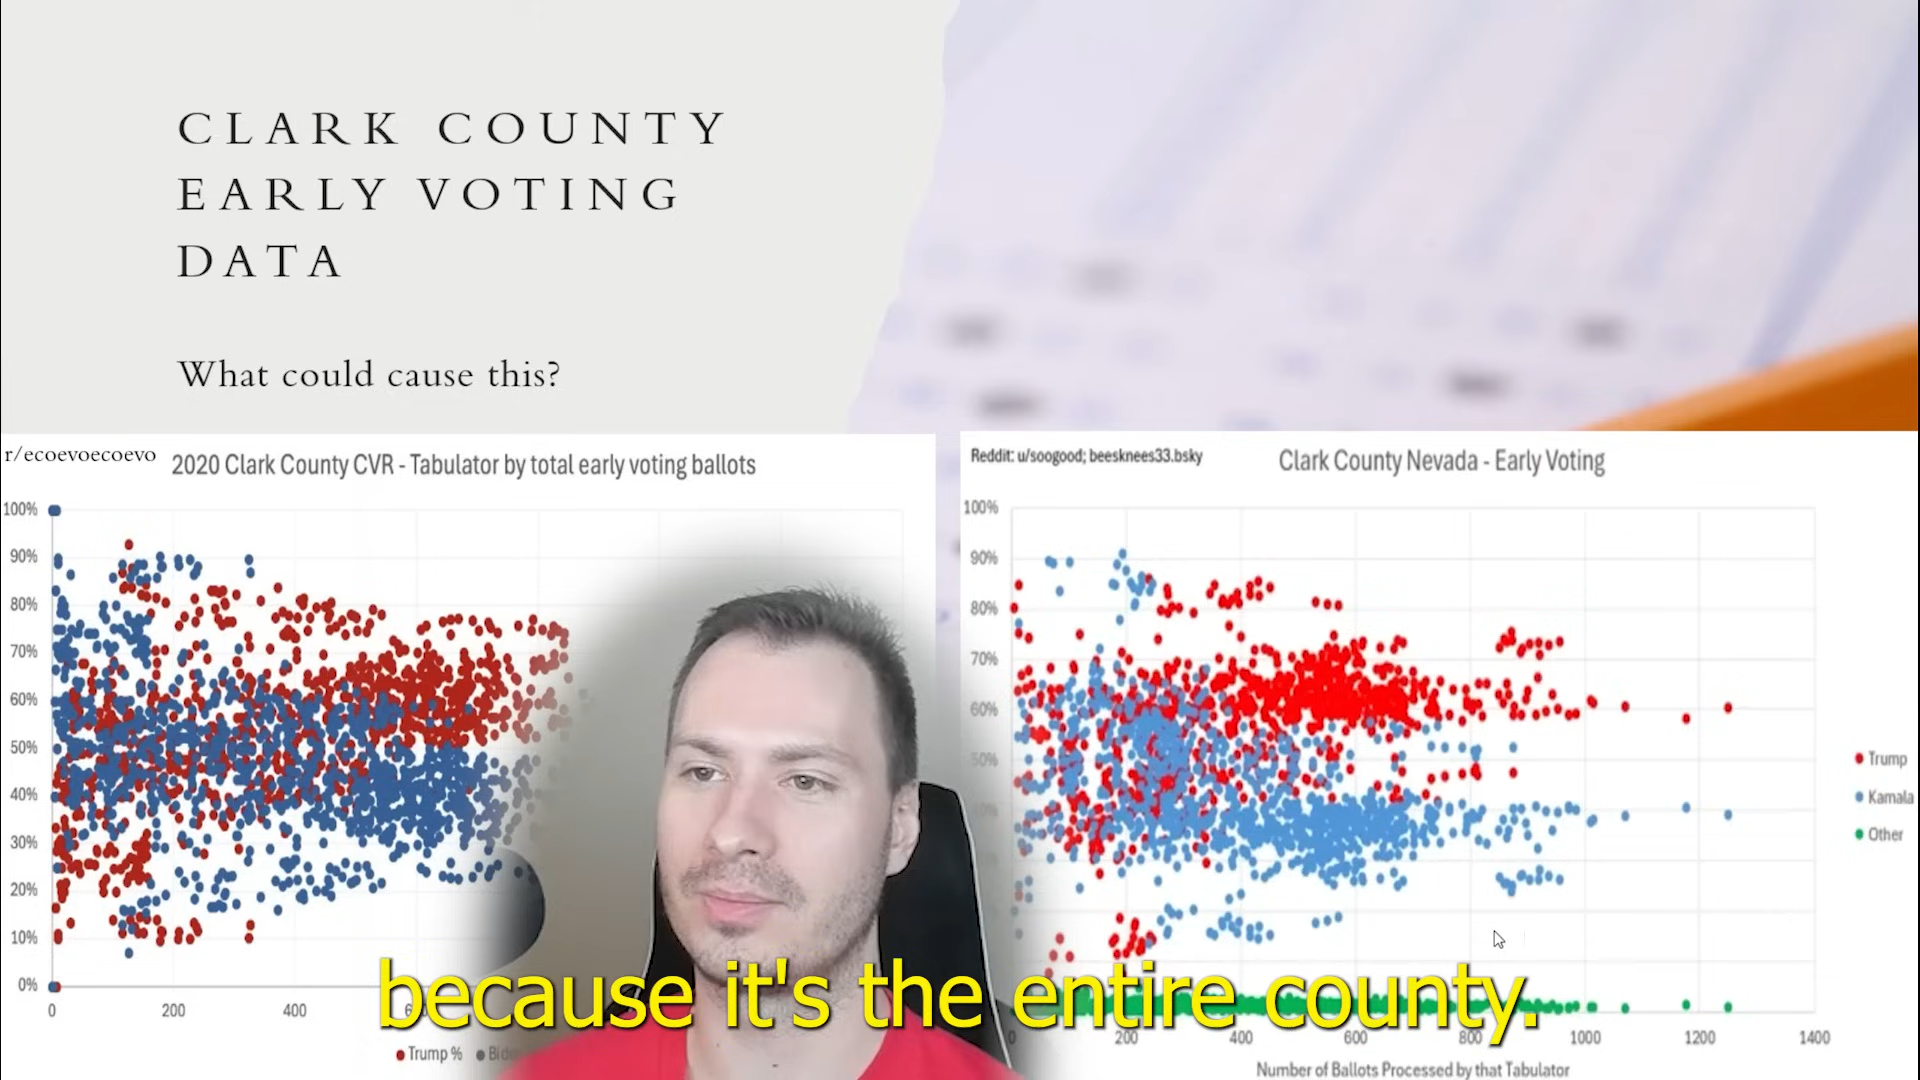 CLARK COUNTY
EARLY VOTING
DATA
What could cause this?
r/ecoevoecoevo
2020 Clark County CVR - Tabulator by total early voting ballots
100%
90%
80%
70%
60%
50%
40%
30%
20%
10%
0%
0
200
400
Trump %
Reddit: u/soogood; beesknees33.bsky
Clark County Nevada - Early Voting
100%
90%
80%
70%
60%
50%
200
400
600
800
1000
1200
1400
Number of Ballots Processed by that Tabulator
Trump
Kamala
Other
because it's the entire county.